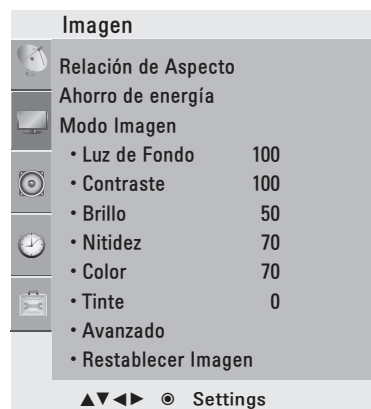 Imagen
Relación de Aspecto
Ahorro de energía
Modo Imagen
• Luz de Fondo 100
• Contraste 100
• Brillo 50
• Nitidez 70
• Color 70
• Tinte 0
• Avanzado
• Restablecer Imagen
▲▼◄► ◉ Settings